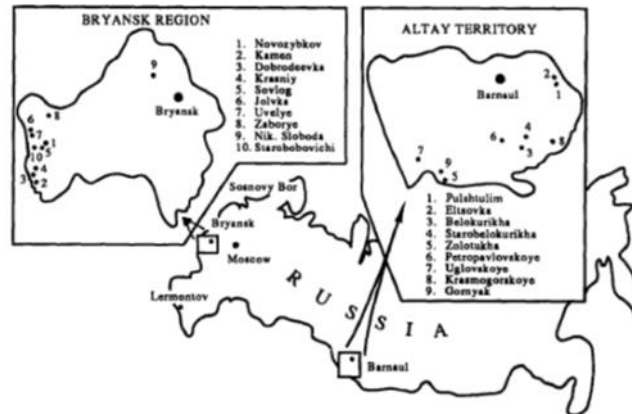 BRYANSK REGION
9
Bryansk
8
6
7
1
10 5
4
3
2
1. Novozybkov
2. Kamen
3. Dobrodeevka
4. Krasniy
5. Sovlog
6. Jolvka
7. Uvelye
8. Zaborye
9. Nik. Sloboda
10. Starobobovichi
ALTAY TERRITORY
Barnaul
2
1
4
6
3
8
7
9
5
1. Pulshtulim
2. Eltsovka
3. Belokurikha
4. Starobelokurikha
5. Zolotukha
6. Petropavlovskoye
7. Uglovskoye
8. Krasmogorskoye
9. Gornyak
Sosnovy Bor
Bryansk
Moscow
Lermontov
RUSSIA
Barnaul